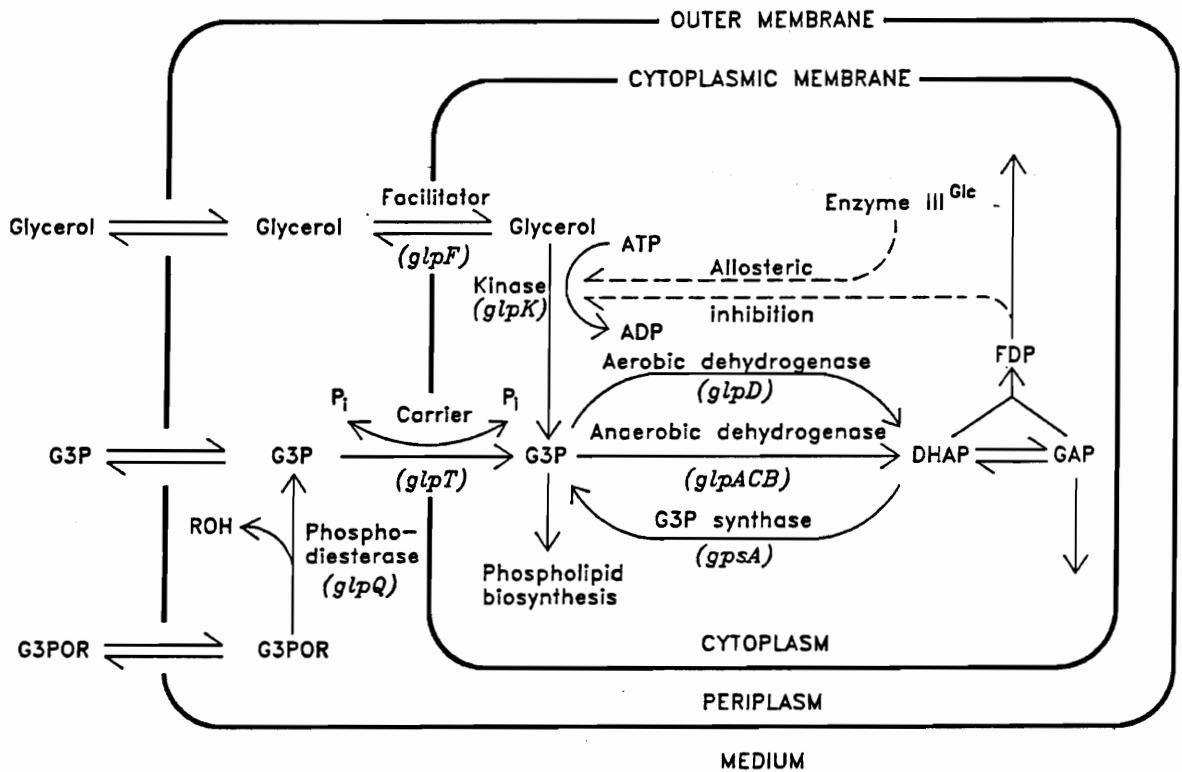 OUTER MEMBRANE
CYTOPLASMIC MEMBRANE
Facilitator
Enzyme III^Glc
Glycerol
Glycerol
Glycerol
ATP
(glpF)
Allosteric
Kinase
(glpK)
inhibition
ADP
FDP
Aerobic dehydrogenase
(glpD)
Pi
Carrier
Pi
Anaerobic dehydrogenase
G3P
G3P
G3P
DHAP
GAP
(glpT)
(glpACB)
G3P synthase
ROH
Phospho-
diesterase
(glpQ)
(gpsA)
Phospholipid
biosynthesis
G3POR
G3POR
CYTOPLASM
PERIPLASM
MEDIUM